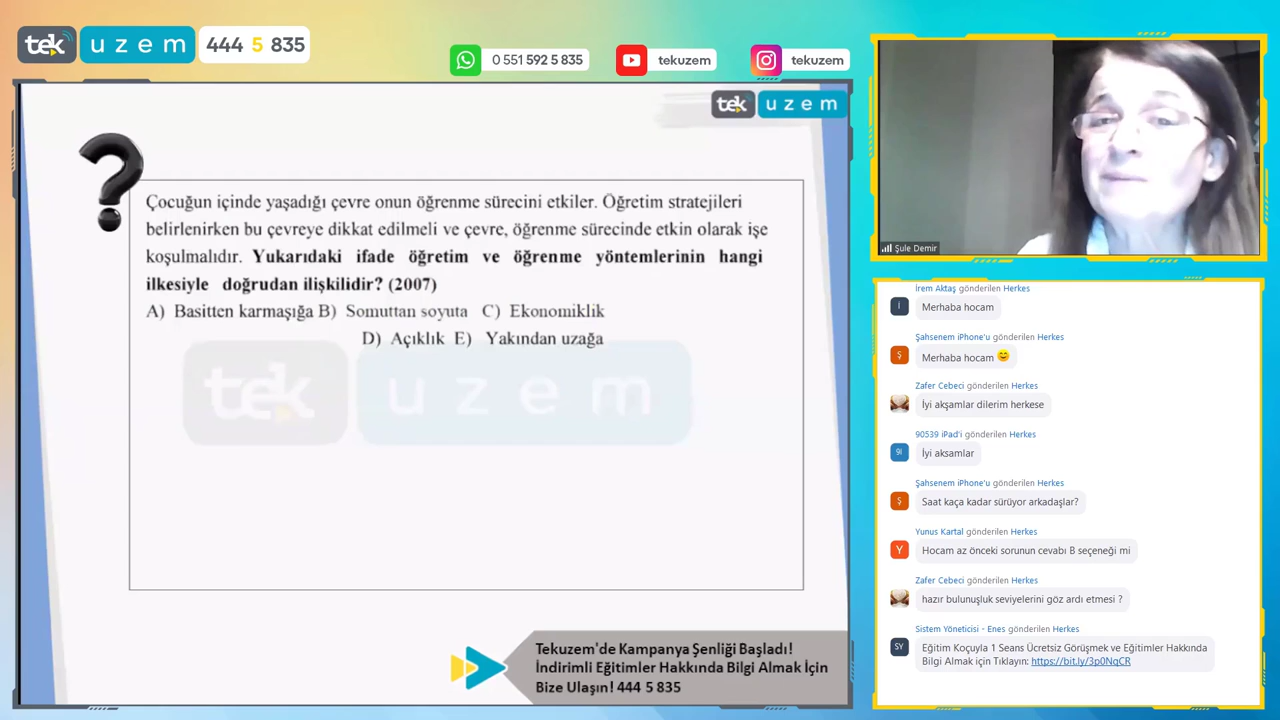 tek uzem 444 5 835
0 551 592 5 835
tekuzem
tekuzem
tek uzem
?
Çocuğun içinde yaşadığı çevre onun öğrenme sürecini etkiler. Öğretim stratejileri
belirlenirken bu çevreye dikkat edilmeli ve çevre, öğrenme sürecinde etkin olarak işe
koşulmalıdır. Yukarıdaki ifade öğretim ve öğrenme yöntemlerinin hangi
ilkesiyle doğrudan ilişkilidir? (2007)
A) Basitten karmaşığa B) Somuttan soyuta C) Ekonomiklik
D) Açıklık E) Yakından uzağa
tek uzem
Tekuzem'de Kampanya Şenliği Başladı!
İndirimli Eğitimler Hakkında Bilgi Almak İçin
Bize Ulaşın! 444 5 835
Şule Demir
İrem Aktaş gönderilen Herkes
İ
Merhaba hocam
Şahsenem iPhone'u gönderilen Herkes
Ş
Merhaba hocam 😊
Zafer Cebeci gönderilen Herkes
İyi akşamlar dilerim herkese
90539 iPad'i gönderilen Herkes
9İ
İyi aksamlar
Şahsenem iPhone'u gönderilen Herkes
Ş
Saat kaça kadar sürüyor arkadaşlar?
Yunus Kartal gönderilen Herkes
Y
Hocam az önceki sorunun cevabı B seçeneği mi
Zafer Cebeci gönderilen Herkes
hazır bulunuşluk seviyelerini göz ardı etmesi ?
Sistem Yöneticisi - Enes gönderilen Herkes
SY
Eğitim Koçuyla 1 Seans Ücretsiz Görüşmek ve Eğitimler Hakkında
Bilgi Almak için Tıklayın: https://bit.ly/3p0NqCR